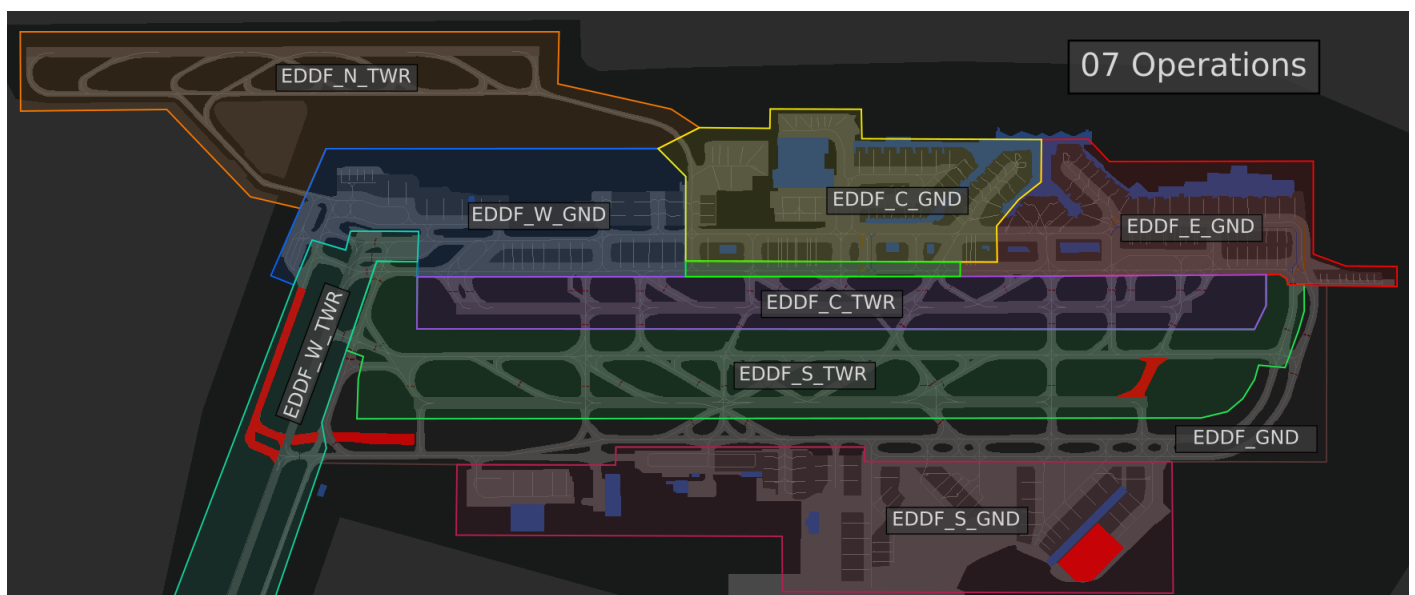 07 Operations
EDDF_N_TWR
EDDF_C_GND
EDDF_W_GND
EDDF_E_GND
EDDF_C_TWR
EDDF_W_TWR
EDDF_S_TWR
EDDF_GND
EDDF_S_GND